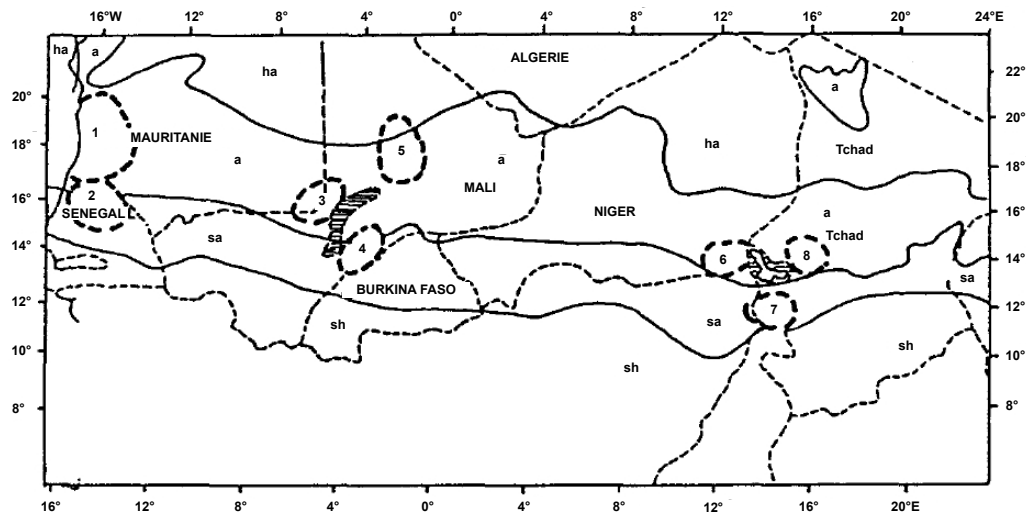 16W 12° 8° 4° 0° 4° 8° 12° 16° 20° 24°E
ha a
ha
ALGERIE
22°
a
20°
20°
1
MAURITANIE
18°
5
ha
Tchad
a
a
18°
MALI
16°
2
3
SENEGAL
NIGER
a
16°
sa
14°
4
Tchad
6
8
14°
sa
BURKINA FASO
12°
7
12°
sh
sa
sh
10°
sh
10°
8°
8°
16° 12° 8° 4° 0° 4° 8° 12° 16° 20°E